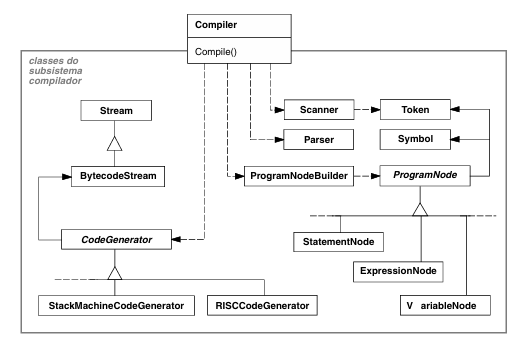 Compiler
Compile()
classes do
subsistema
compilador
Stream
Scanner
Token
Parser
Symbol
BytecodeStream
ProgramNodeBuilder
ProgramNode
CodeGenerator
StatementNode
ExpressionNode
StackMachineCodeGenerator
RISCCodeGenerator
V ariableNode